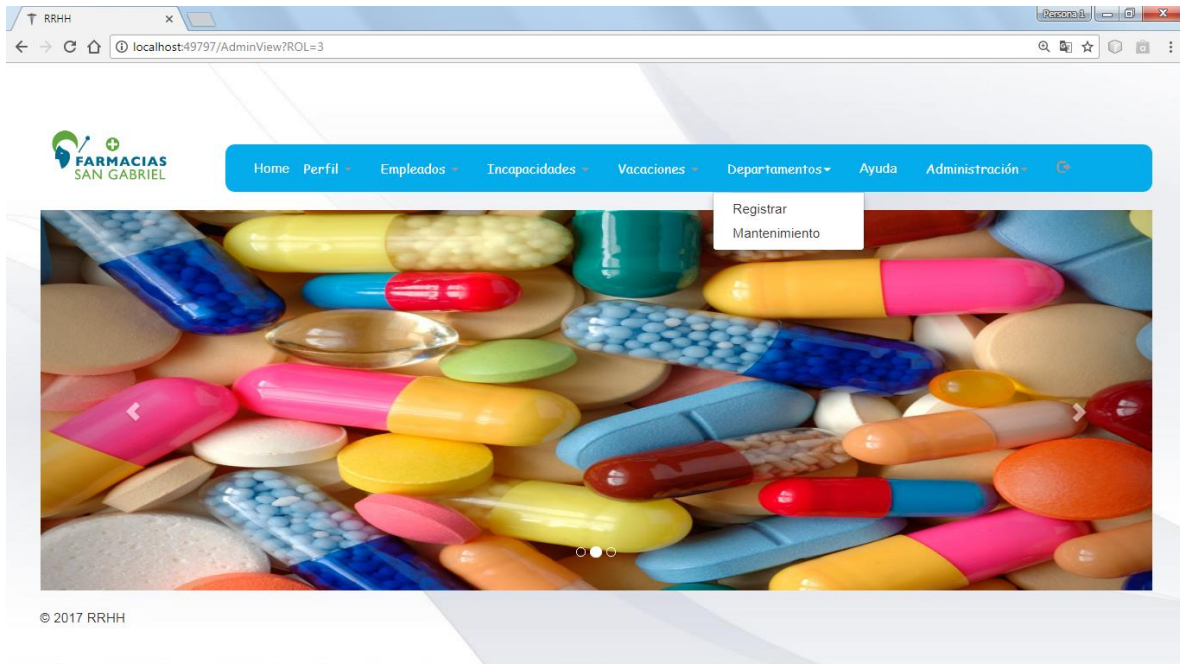 RRHH
Persona 1
localhost:49797/AdminView?ROL=3
FARMACIAS
SAN GABRIEL
Home Perfil Empleados Incapacidades Vacaciones Departamentos Ayuda Administración
Registrar
Mantenimiento
© 2017 RRHH